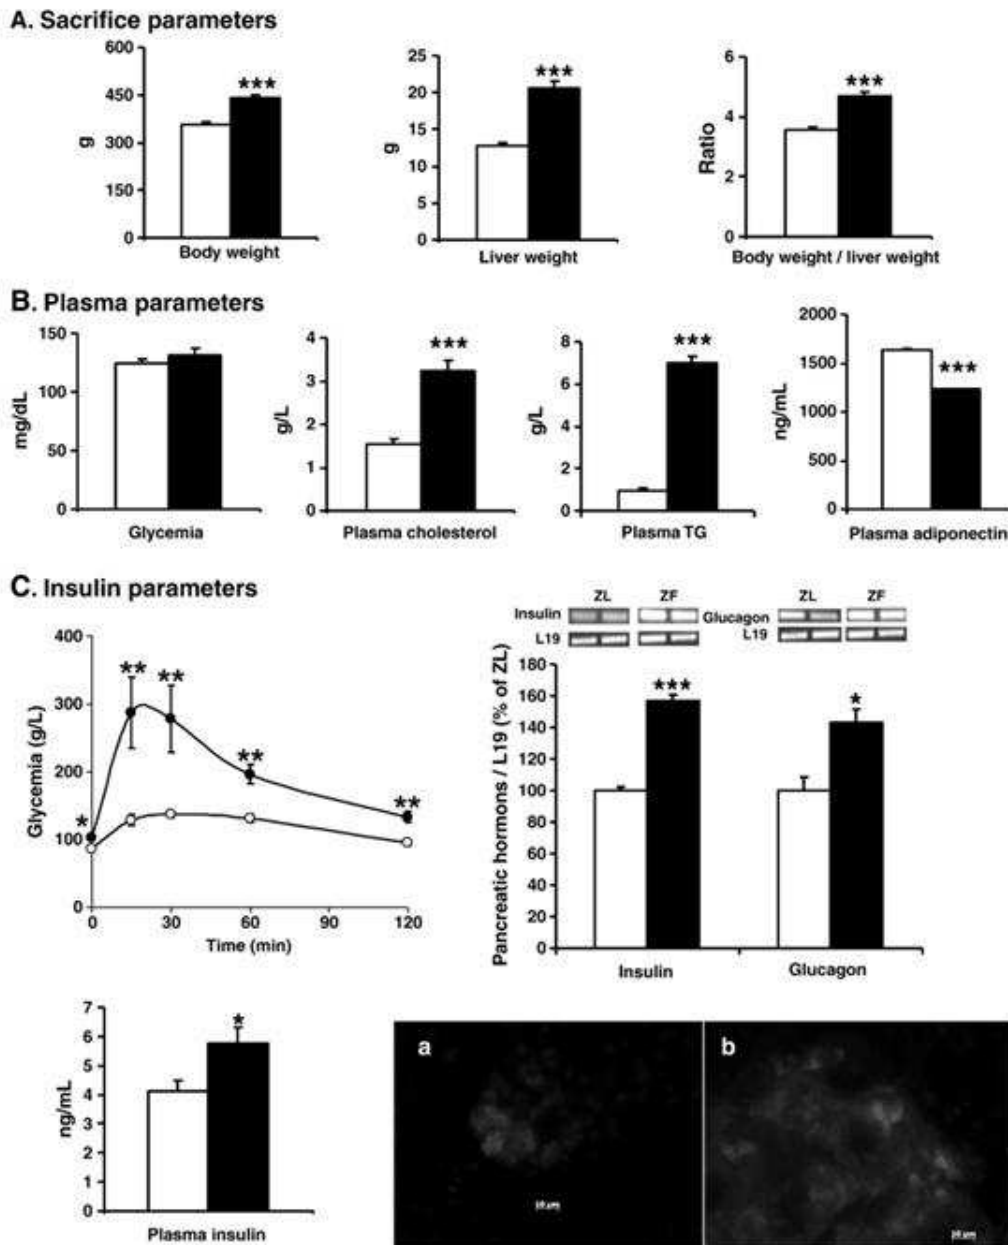 A. Sacrifice parameters
600
450
300
150
0
g
***
Body weight
25
20
15
10
5
0
g
***
Liver weight
6
4
2
0
Ratio
***
Body weight / liver weight
B. Plasma parameters
150
100
50
0
mg/dL
Glycemia
4
3
2
1
0
g/L
***
Plasma cholesterol
8
6
4
2
0
g/L
***
Plasma TG
2000
1500
1000
500
0
ng/mL
***
Plasma adiponectin
C. Insulin parameters
400
300
200
100
0
Glycemia (g/L)
*
**
**
**
**
0 30 60 90 120
Time (min)
ZL ZF
Insulin
L19
ZL ZF
Glucagon
L19
180
160
140
120
100
80
60
40
20
0
Pancreatic hormons / L19 (% of ZL)
***
*
Insulin Glucagon
7
6
5
4
3
2
1
0
ng/mL
*
Plasma insulin
a
10 µm
b
10 µm